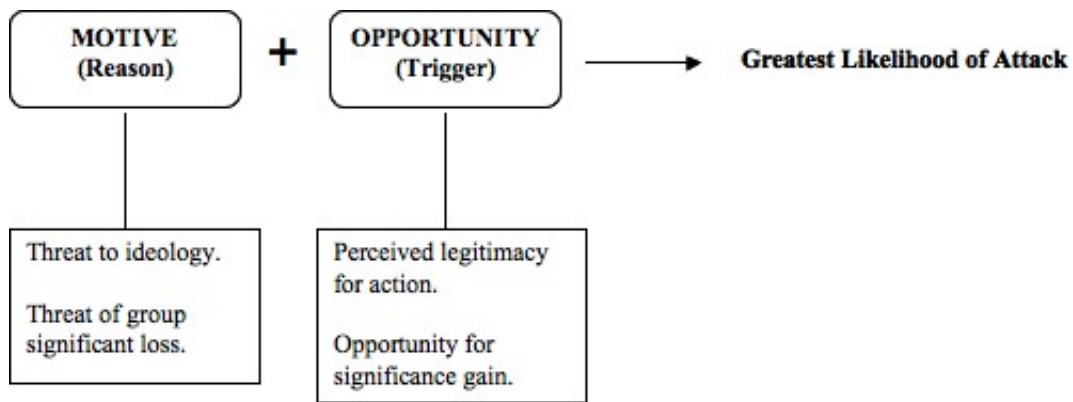 MOTIVE
(Reason)
+
OPPORTUNITY
(Trigger)
Greatest Likelihood of Attack
Threat to ideology.
Threat of group
significant loss.
Perceived legitimacy
for action.
Opportunity for
significance gain.